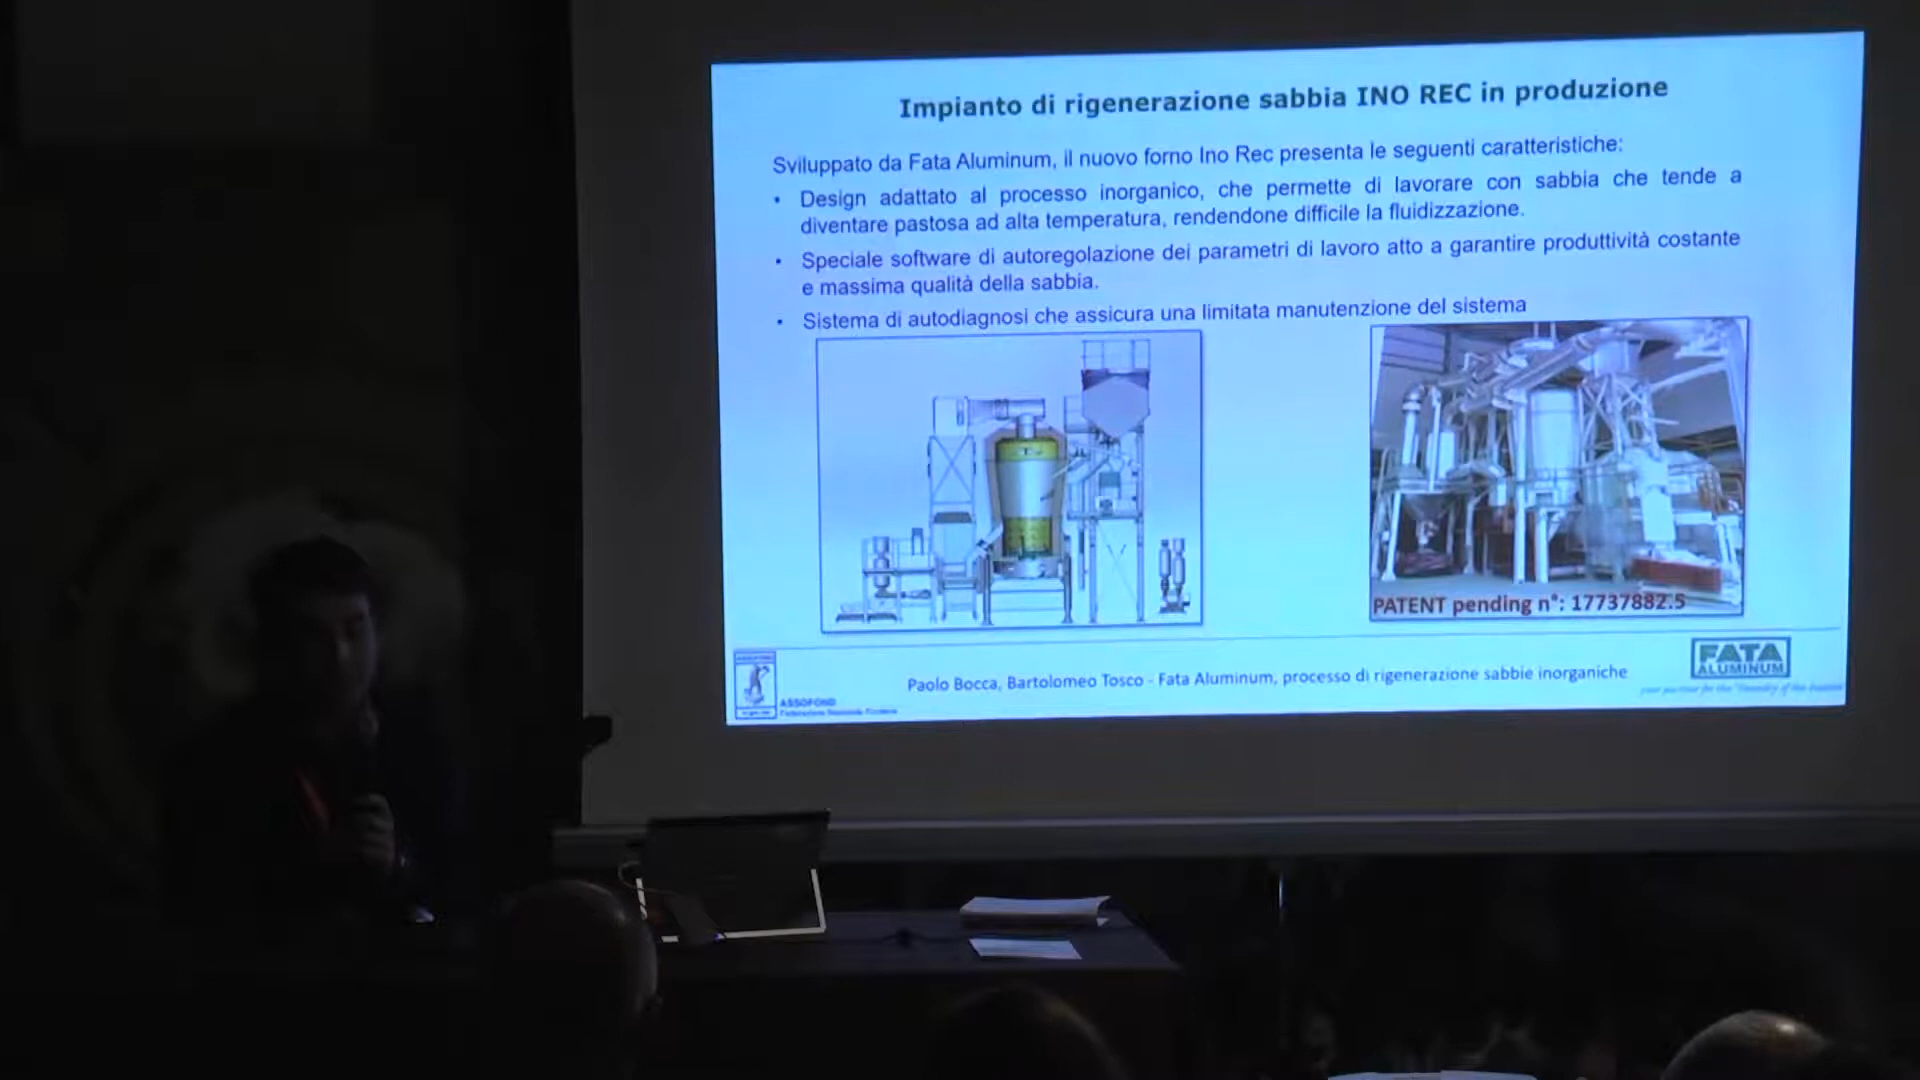 Impianto di rigenerazione sabbia INO REC in produzione
Sviluppato da Fata Aluminum, il nuovo forno Ino Rec presenta le seguenti caratteristiche:
• Design adattato al processo inorganico, che permette di lavorare con sabbia che tende a
diventare pastosa ad alta temperatura, rendendone difficile la fluidizzazione.
• Speciale software di autoregolazione dei parametri di lavoro atto a garantire produttività costante
e massima qualità della sabbia.
• Sistema di autodiagnosi che assicura una limitata manutenzione del sistema
PATENT pending n°: 17737882.5
FATA
ALUMINUM
Paolo Bocca, Bartolomeo Tosco - Fata Aluminum, processo di rigenerazione sabbie inorganiche
ASSOFOND
Federazione Nazionale Fonderie